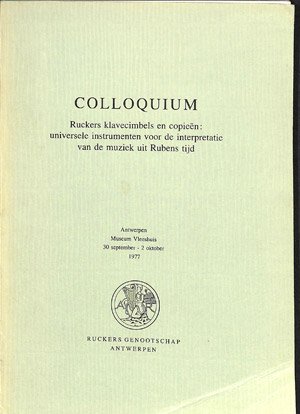 COLLOQUIUM
Ruckers klavecimbels en copieën:
universele instrumenten voor de interpretatie
van de muziek uit Rubens tijd
Antwerpen
Museum Vleeshuis
30 september - 2 oktober
1977
RUCKERS GENOOTSCHAP
ANTWERPEN